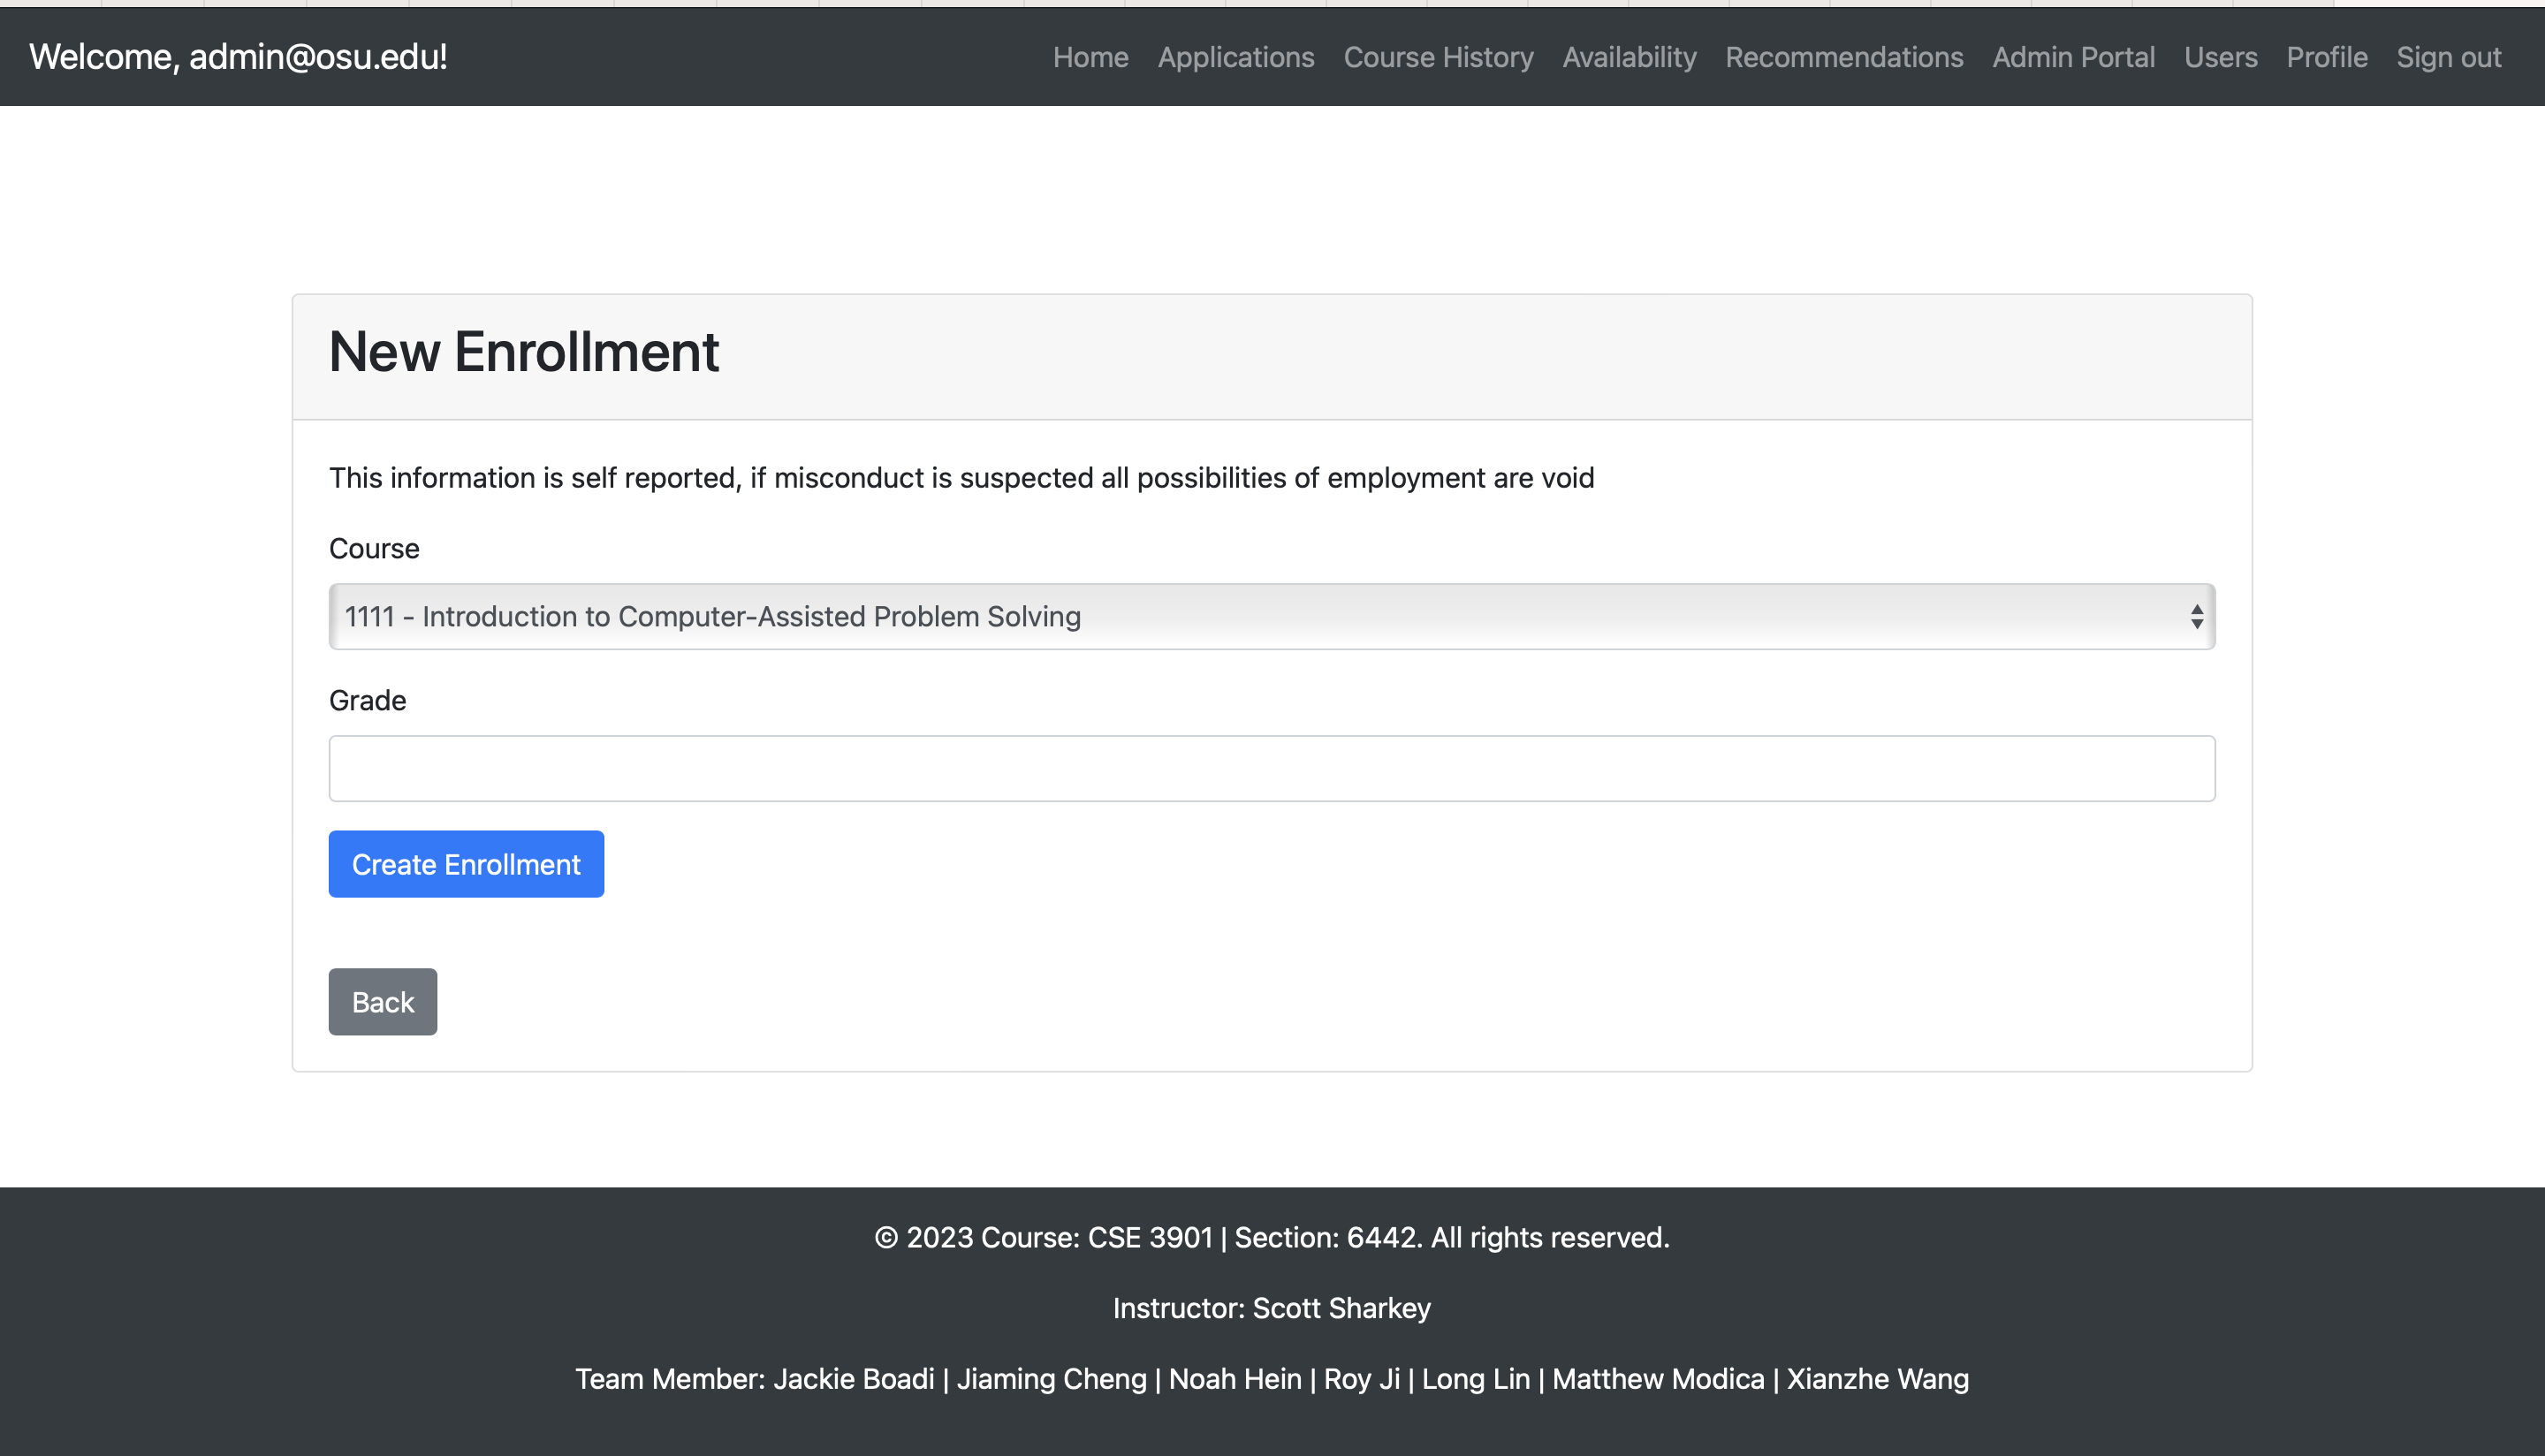 Welcome, admin@osu.edu!
Home Applications Course History Availability Recommendations Admin Portal Users Profile Sign out
New Enrollment
This information is self reported, if misconduct is suspected all possibilities of employment are void
Course
1111 - Introduction to Computer-Assisted Problem Solving
Grade
Create Enrollment
Back
© 2023 Course: CSE 3901 | Section: 6442. All rights reserved.
Instructor: Scott Sharkey
Team Member: Jackie Boadi | Jiaming Cheng | Noah Hein | Roy Ji | Long Lin | Matthew Modica | Xianzhe Wang